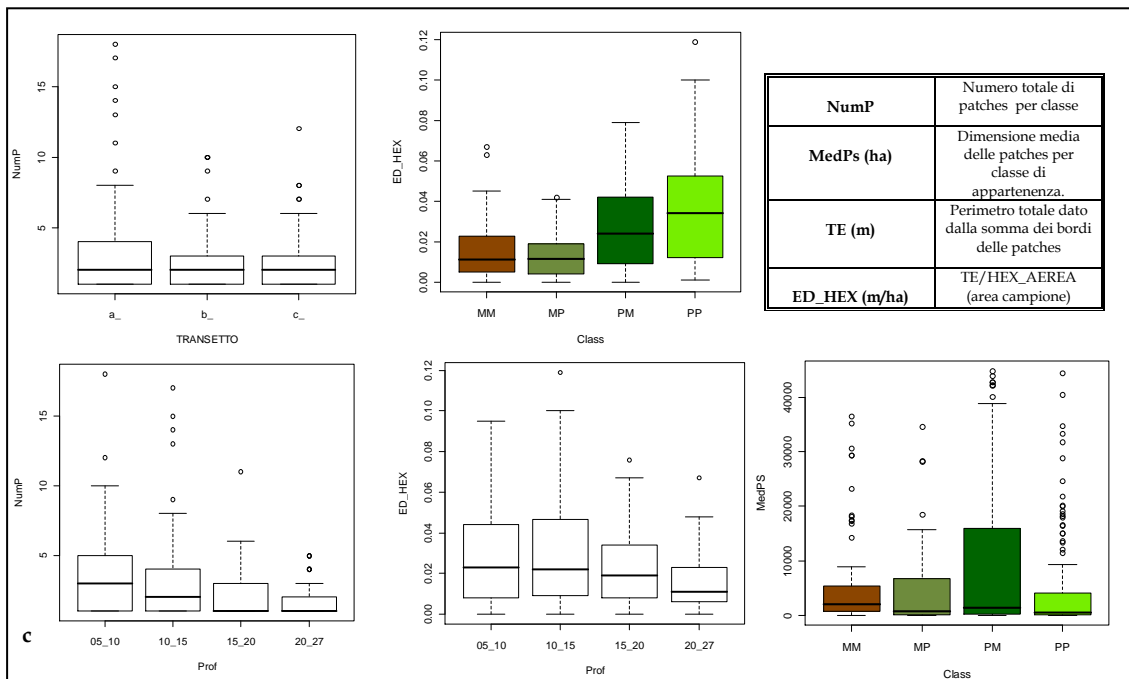 NumP
5
10
15
a_
b_
c_
TRANSETTO
ED_HEX
0.00
0.02
0.04
0.06
0.08
0.10
0.12
MM
MP
PM
PP
Class
NumP
Numero totale di
patches per classe
MedPs (ha)
Dimensione media
delle patches per
classe di
appartenenza.
TE (m)
Perimetro totale dato
dalla somma dei bordi
delle patches
ED_HEX (m/ha)
TE/HEX_AEREA
(area campione)
NumP
5
10
15
05_10
10_15
15_20
20_27
Prof
c
ED_HEX
0.00
0.02
0.04
0.06
0.08
0.10
0.12
05_10
10_15
15_20
20_27
Prof
MedPS
0
10000
20000
30000
40000
MM
MP
PM
PP
Class